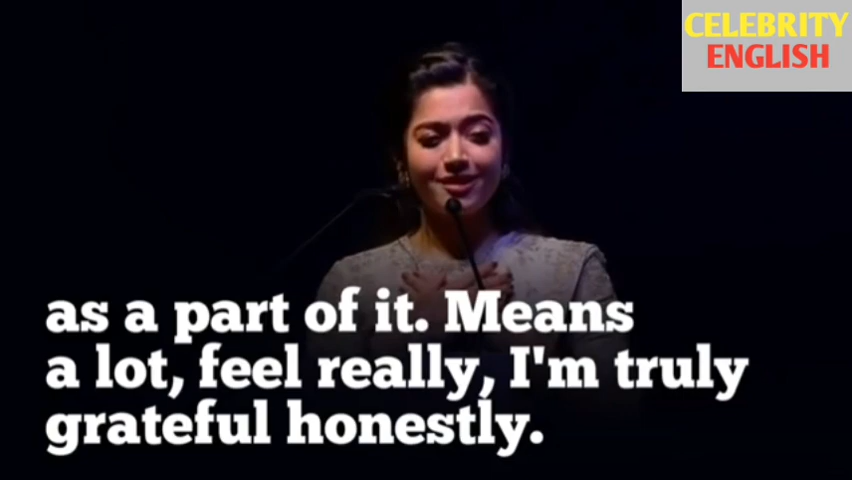 CELEBRITY
ENGLISH
as a part of it. Means
a lot, feel really, I'm truly
grateful honestly.